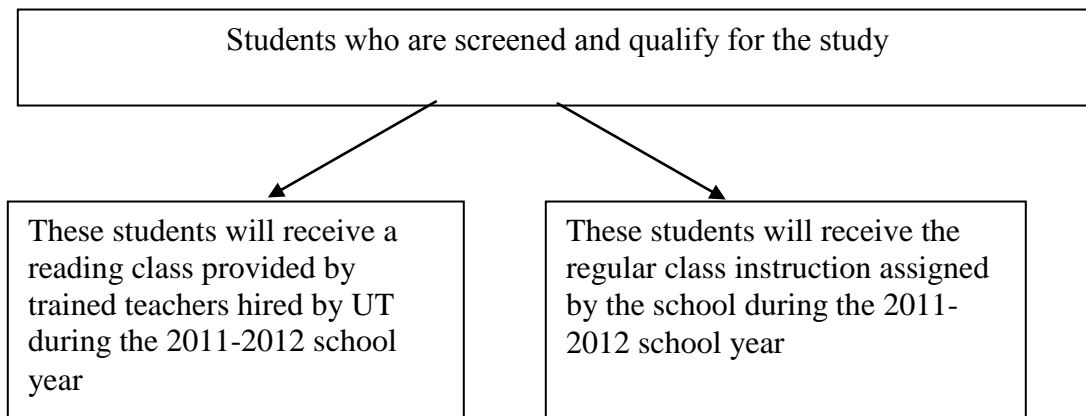 Students who are screened and qualify for the study
These students will receive a
reading class provided by
trained teachers hired by UT
during the 2011-2012 school
year
These students will receive the
regular class instruction assigned
by the school during the 2011-
2012 school year